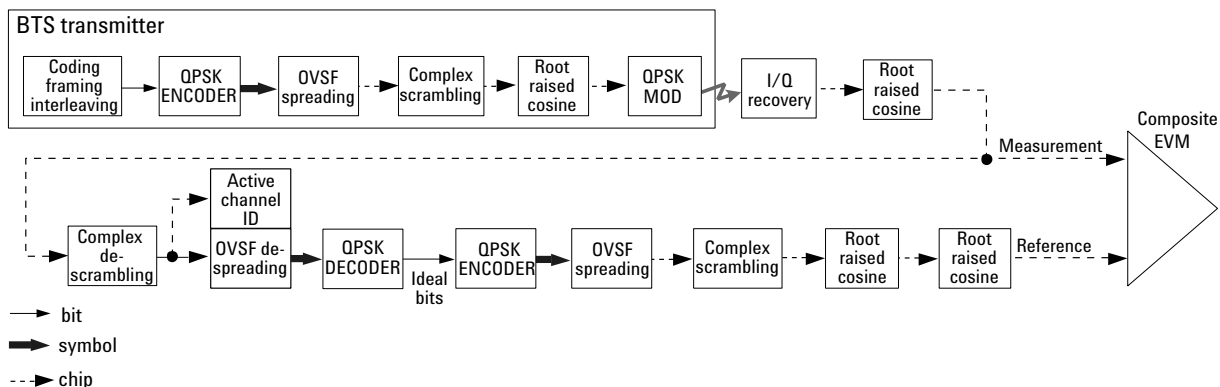 BTS transmitter
Coding
framing
interleaving
QPSK
ENCODER
OVSF
spreading
Complex
scrambling
Root
raised
cosine
QPSK
MOD
I/Q
recovery
Root
raised
cosine
Composite
EVM
Measurement
Active
channel
ID
Complex
de-
scrambling
OVSF de-
spreading
QPSK
DECODER
Ideal
bits
QPSK
ENCODER
OVSF
spreading
Complex
scrambling
Root
raised
cosine
Root
raised
cosine
Reference
bit
symbol
chip